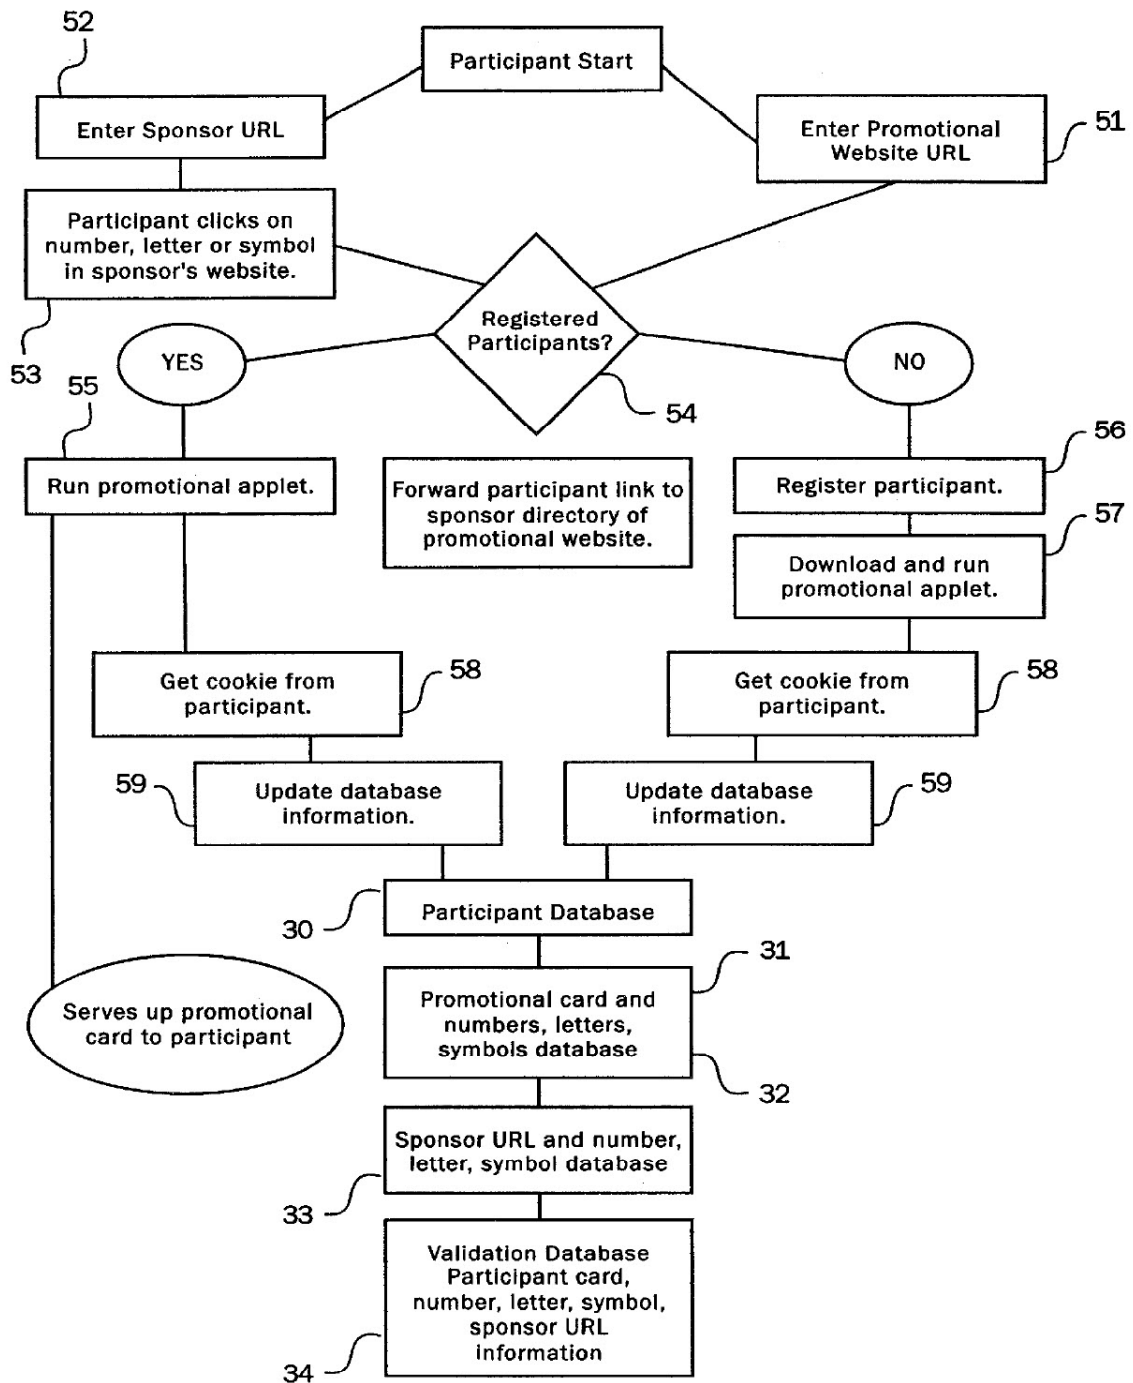 52
Participant Start
Enter Sponsor URL
Enter Promotional
Website URL
51
Participant clicks on
number, letter or symbol
in sponsor's website.
53
Registered
Participants?
54
YES
NO
55
Run promotional applet.
Forward participant link to
sponsor directory of
promotional website.
56
Register participant.
57
Download and run
promotional applet.
Get cookie from
participant.
58
Get cookie from
participant.
58
59
Update database
information.
Update database
information.
59
30
Participant Database
31
Promotional card and
numbers, letters,
symbols database
32
Serves up promotional
card to participant
Sponsor URL and number,
letter, symbol database
33
Validation Database
Participant card,
number, letter, symbol,
sponsor URL
information
34